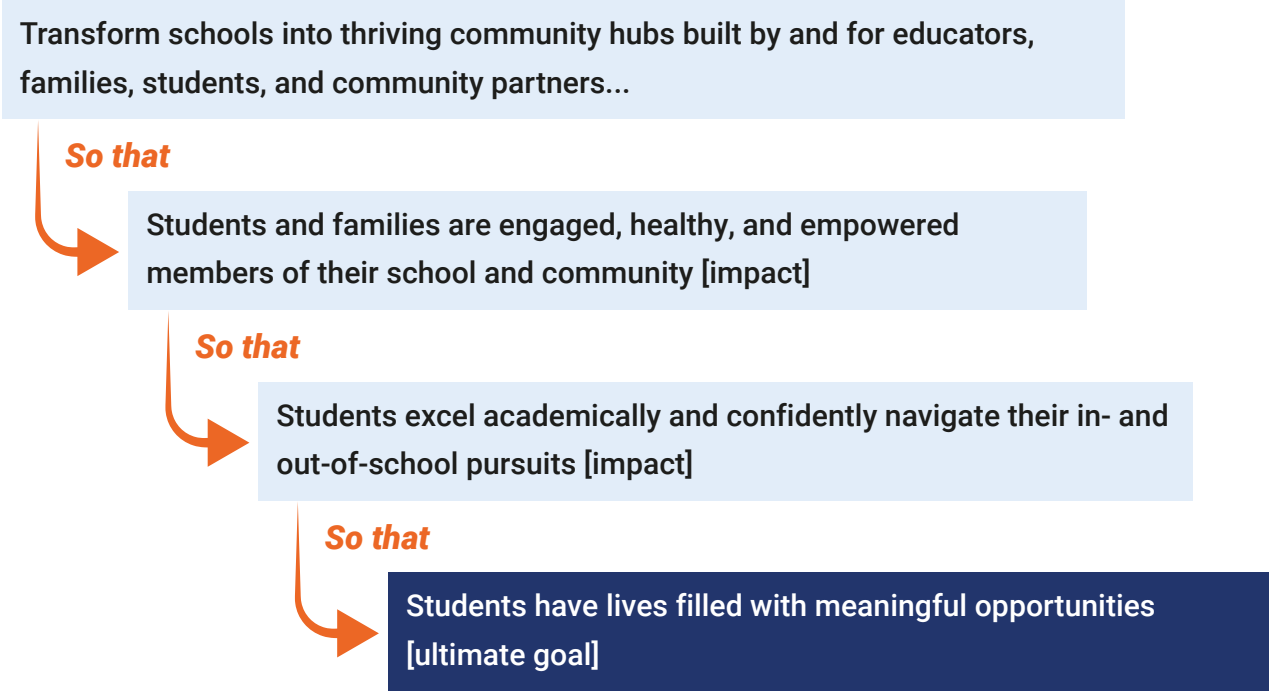 Transform schools into thriving community hubs built by and for educators,
families, students, and community partners...
So that
Students and families are engaged, healthy, and empowered
members of their school and community [impact]
So that
Students excel academically and confidently navigate their in- and
out-of-school pursuits [impact]
So that
Students have lives filled with meaningful opportunities
[ultimate goal]